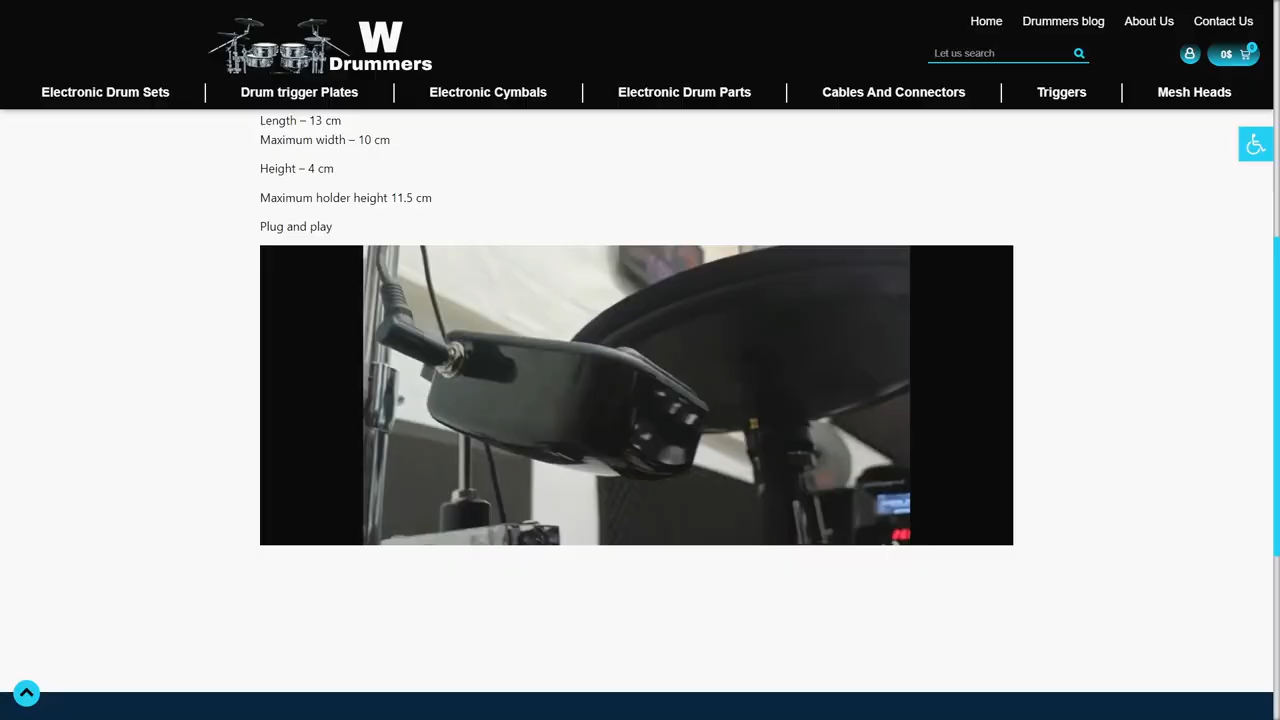 Home Drummers blog About Us Contact Us
W
Drummers
Let us search
0$ 0
Electronic Drum Sets Drum trigger Plates Electronic Cymbals Electronic Drum Parts Cables And Connectors Triggers Mesh Heads
Length – 13 cm
Maximum width – 10 cm
Height – 4 cm
Maximum holder height 11.5 cm
Plug and play